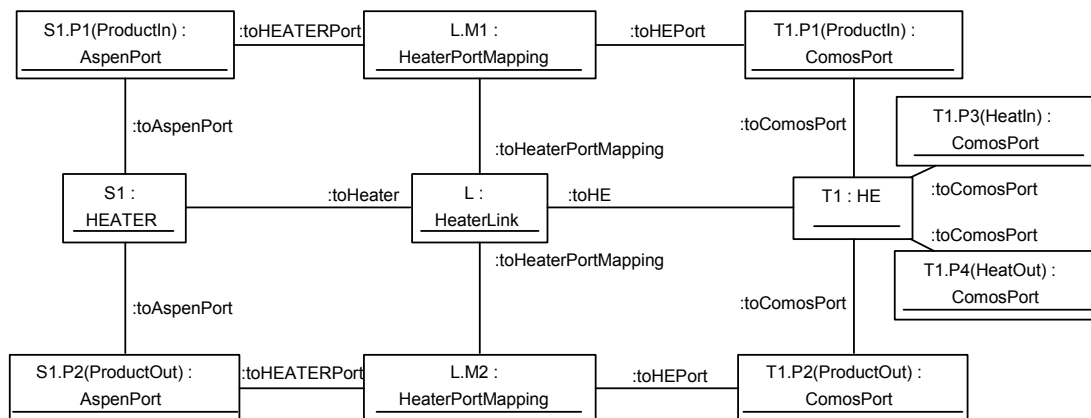 S1.P1(ProductIn) :
AspenPort
:toHEATERPort
L.M1 :
HeaterPortMapping
:toHEPort
T1.P1(ProductIn) :
ComosPort
:toAspenPort
:toHeaterPortMapping
:toComosPort
T1.P3(HeatIn) :
ComosPort
S1 :
HEATER
:toHeater
L :
HeaterLink
:toHE
T1 : HE
:toComosPort
:toComosPort
:toAspenPort
:toHeaterPortMapping
:toComosPort
T1.P4(HeatOut) :
ComosPort
S1.P2(ProductOut) :
AspenPort
:toHEATERPort
L.M2 :
HeaterPortMapping
:toHEPort
T1.P2(ProductOut) :
ComosPort